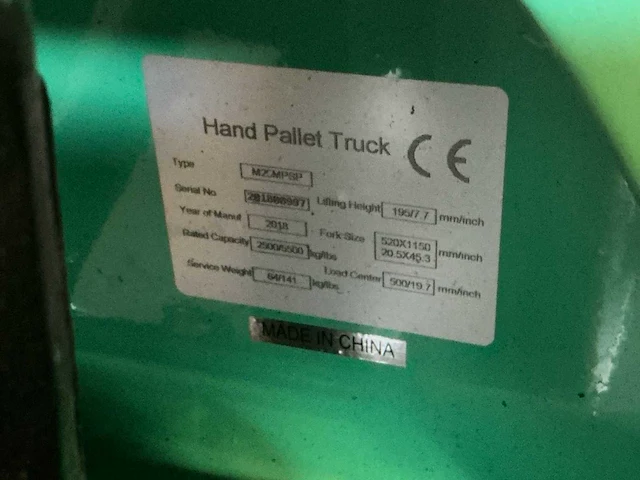 Hand Pallet Truck CE
Type
Serial No. Lifting Height 195/7.7 mm/inch
Year of Manuf 2018 Fork Size 520X1150 mm/inch
20.5X45.3
Rated Capacity 2500/5500 kg/lbs
Service Weight 64/141 kg/lbs Load Center 500/19.7 mm/inch
MADE IN CHINA